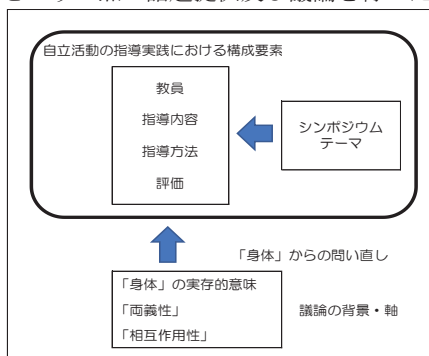 自立活動の指導実践における構成要素
教員
指導内容
指導方法
評価
シンポジウム
テーマ
「身体」からの問い直し
「身体」の実存的意味
「両義性」
「相互作用性」
議論の背景・軸